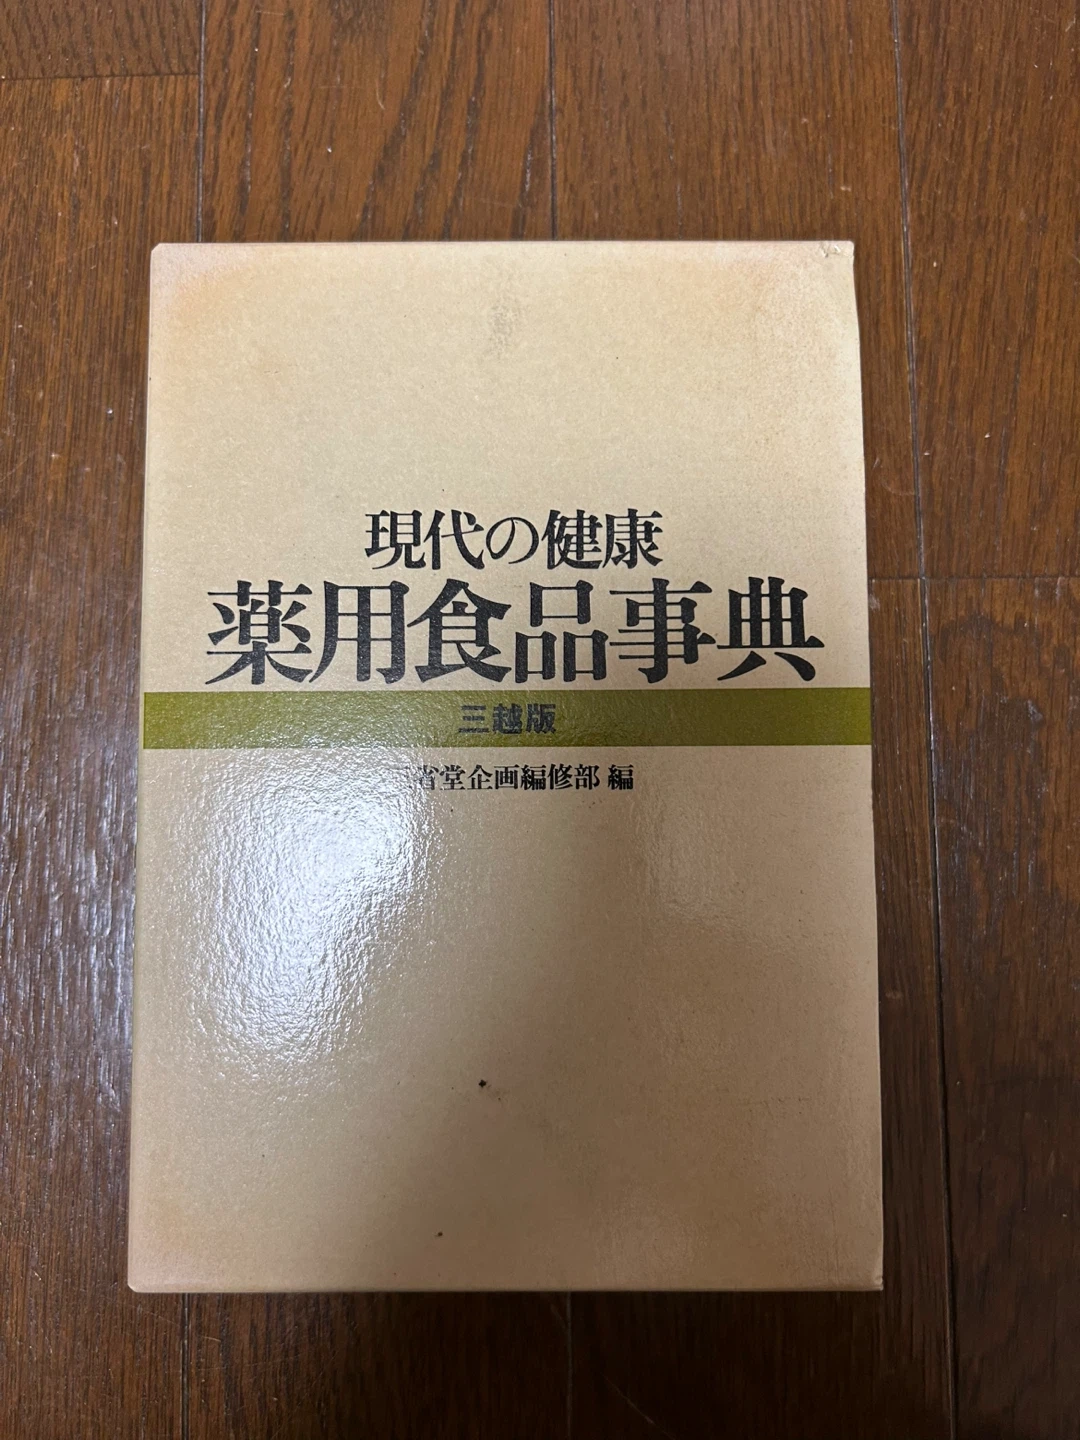 現代の健康
薬用食品事典
三越版
三省堂企画編修部 編